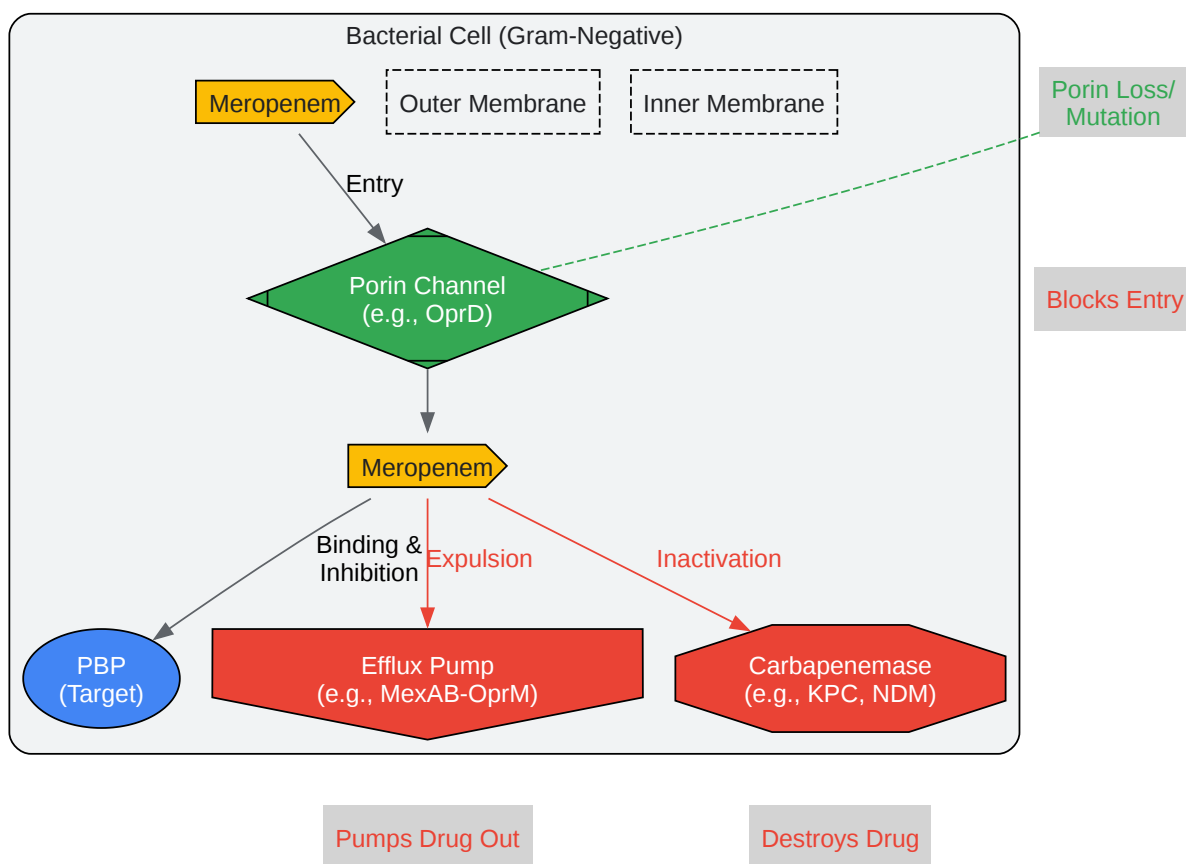 Bacterial Cell (Gram-Negative)
Meropenem
Outer Membrane
Inner Membrane
Porin Loss/
Mutation
Entry
Porin Channel
(e.g., OprD)
Blocks Entry
Meropenem
Binding &
Inhibition
Expulsion
Inactivation
PBP
(Target)
Efflux Pump
(e.g., MexAB-OprM)
Carbapenemase
(e.g., KPC, NDM)
Pumps Drug Out
Destroys Drug